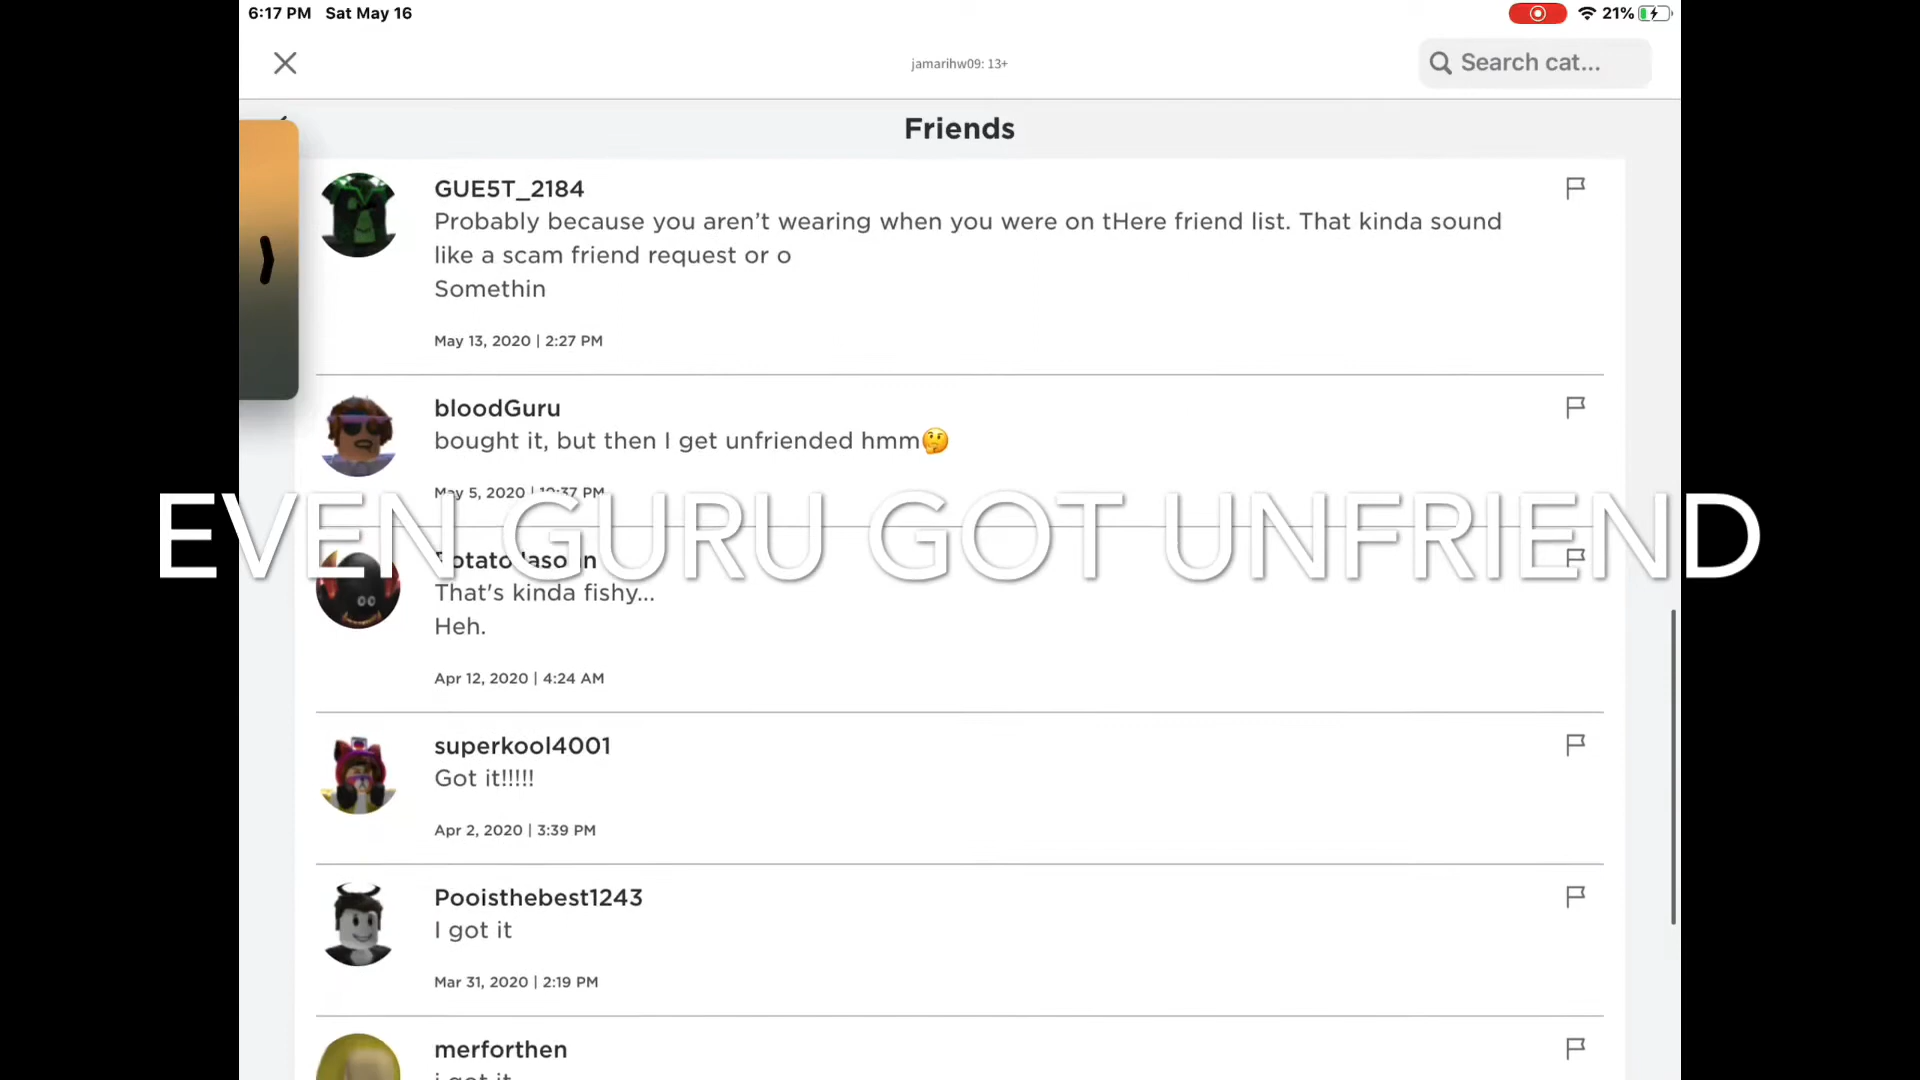 6:17 PM Sat May 16
21%
jamarihw09: 13+
Search cat...
Friends
GUE5T_2184
Probably because you aren’t wearing when you were on tHere friend list. That kinda sound
like a scam friend request or o
Somethin
May 13, 2020 | 2:27 PM
bloodGuru
bought it, but then I get unfriended hmm🤔
May 5, 2020 | 10:37 PM
EVEN GURU GOT UNFRIEND
That's kinda fishy...
Heh.
Apr 12, 2020 | 4:24 AM
superkool4001
Got it!!!!!
Apr 2, 2020 | 3:39 PM
Pooisthebest1243
I got it
Mar 31, 2020 | 2:19 PM
merforthen
i got it